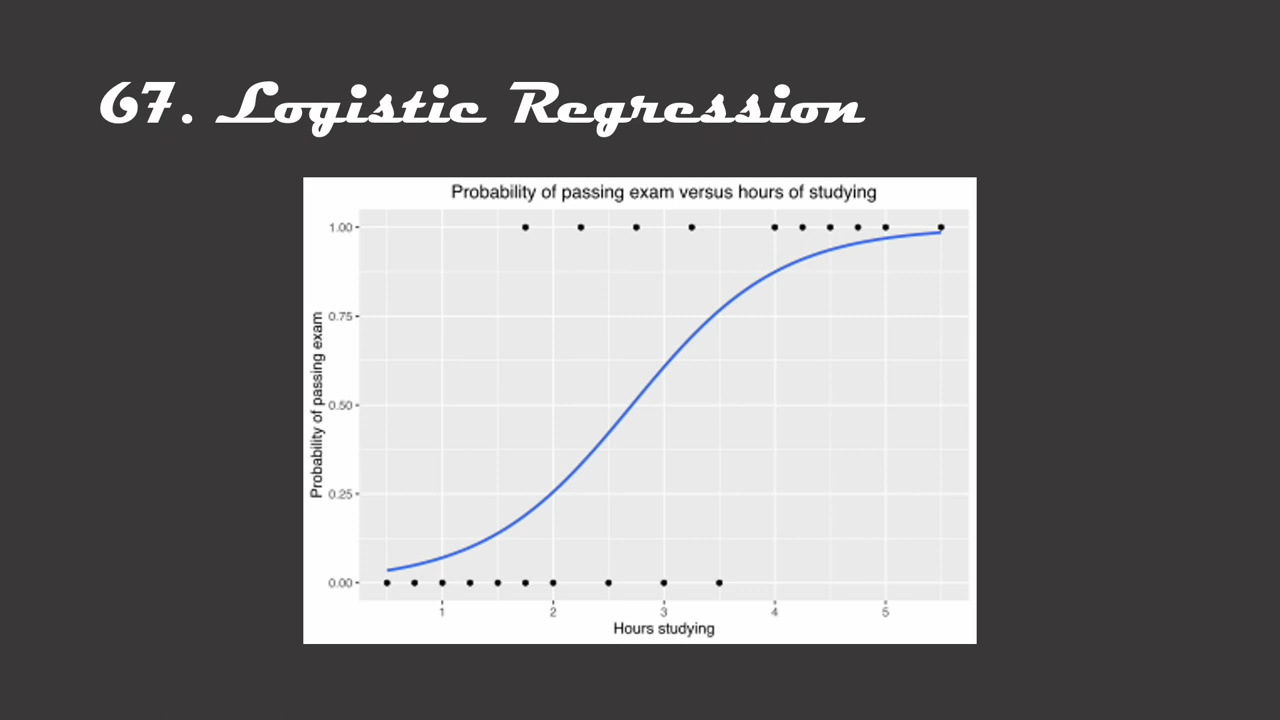 67. Logistic Regression
Probability of passing exam versus hours of studying
Probability of passing exam
1.00
0.75
0.50
0.25
0.00
1 2 3 4 5
Hours studying